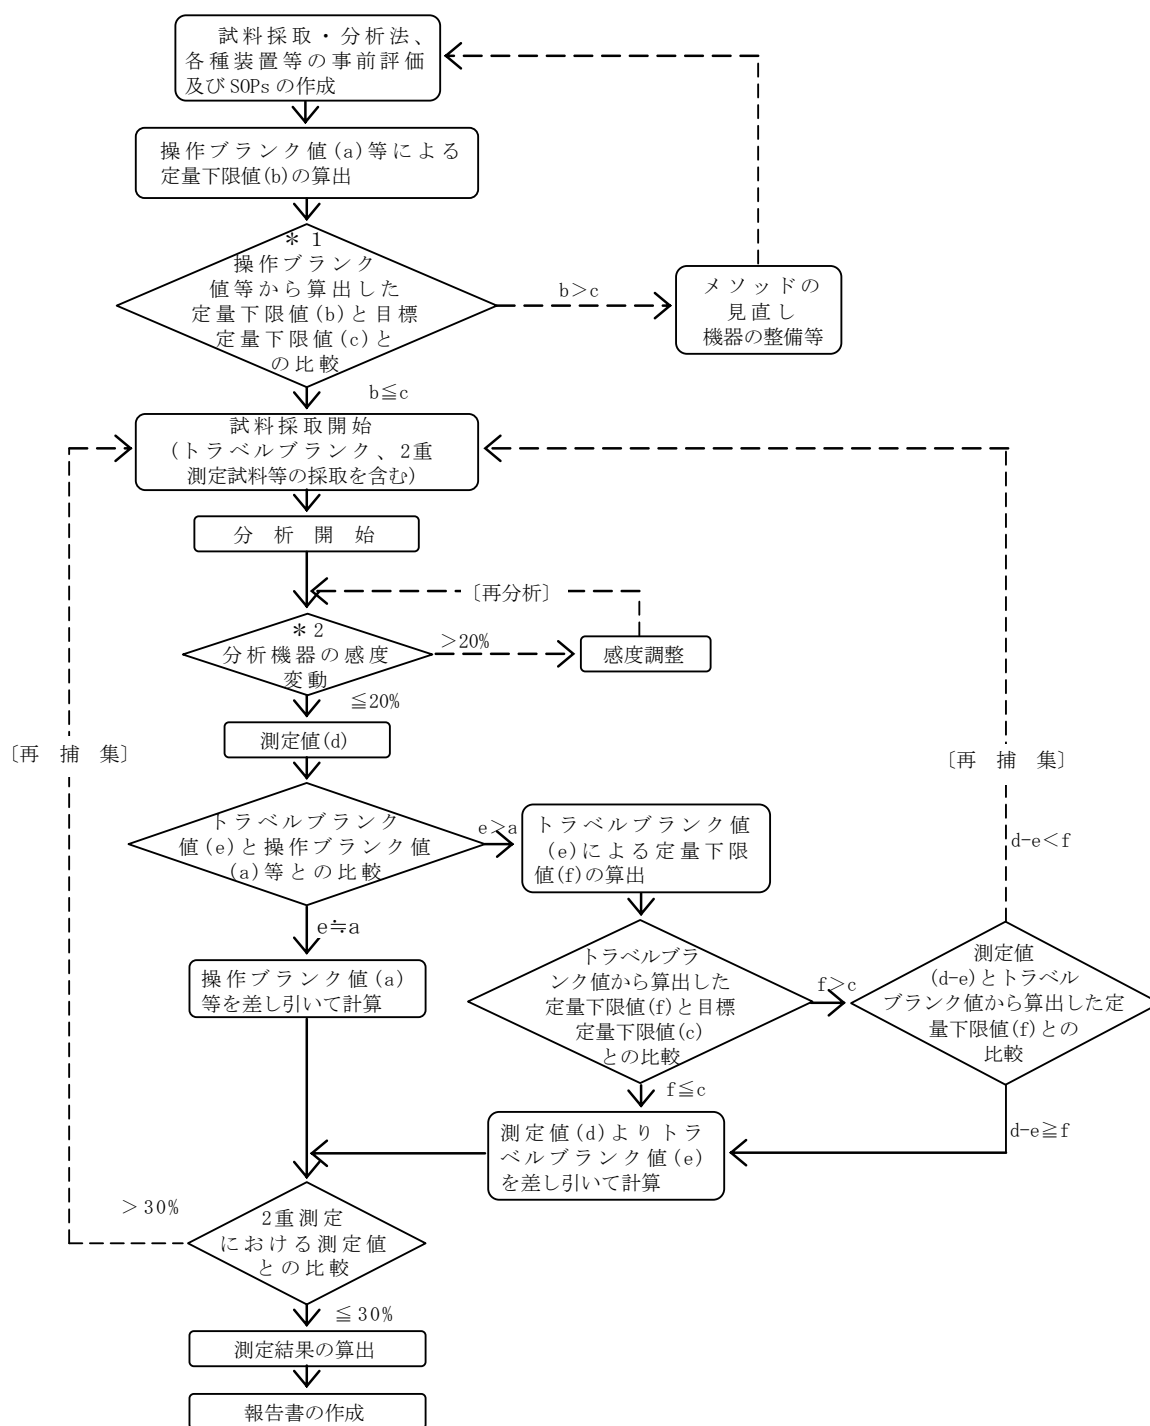 試料採取・分析法、
各種装置等の事前評価
及び SOPs の作成
操作ブランク値(a)等による
定量下限値(b)の算出
＊1
操作ブランク
値等から算出した
定量下限値(b)と目標
定量下限値(c)と
の比較
b＞c
メソッドの
見直し
機器の整備等
b≦c
試料採取開始
(トラベルブランク、2重
測定試料等の採取を含む)
分 析 開 始
〔再分析〕
＊2
分析機器の感度
変動
＞20%
感度調整
≦20%
測定値(d)
〔再 捕 集〕
〔再 捕 集〕
トラベルブランク
値(e)と操作ブランク値
(a)等との比較
e＞a
トラベルブランク値
(e)による定量下限
値(f)の算出
d-e＜f
e≒a
操作ブランク値(a)
等を差し引いて計算
トラベルブラ
ンク値から算出した
定量下限値(f)と目標
定量下限値(c)
との比較
f＞c
測定値
(d-e)とトラベル
ブランク値から算出した定
量下限値(f)との
比較
f≦c
d-e≧f
測定値(d)よりトラ
ベルブランク値(e)
を差し引いて計算
＞30%
2重測定
における測定値
との比較
≦30%
測定結果の算出
報告書の作成